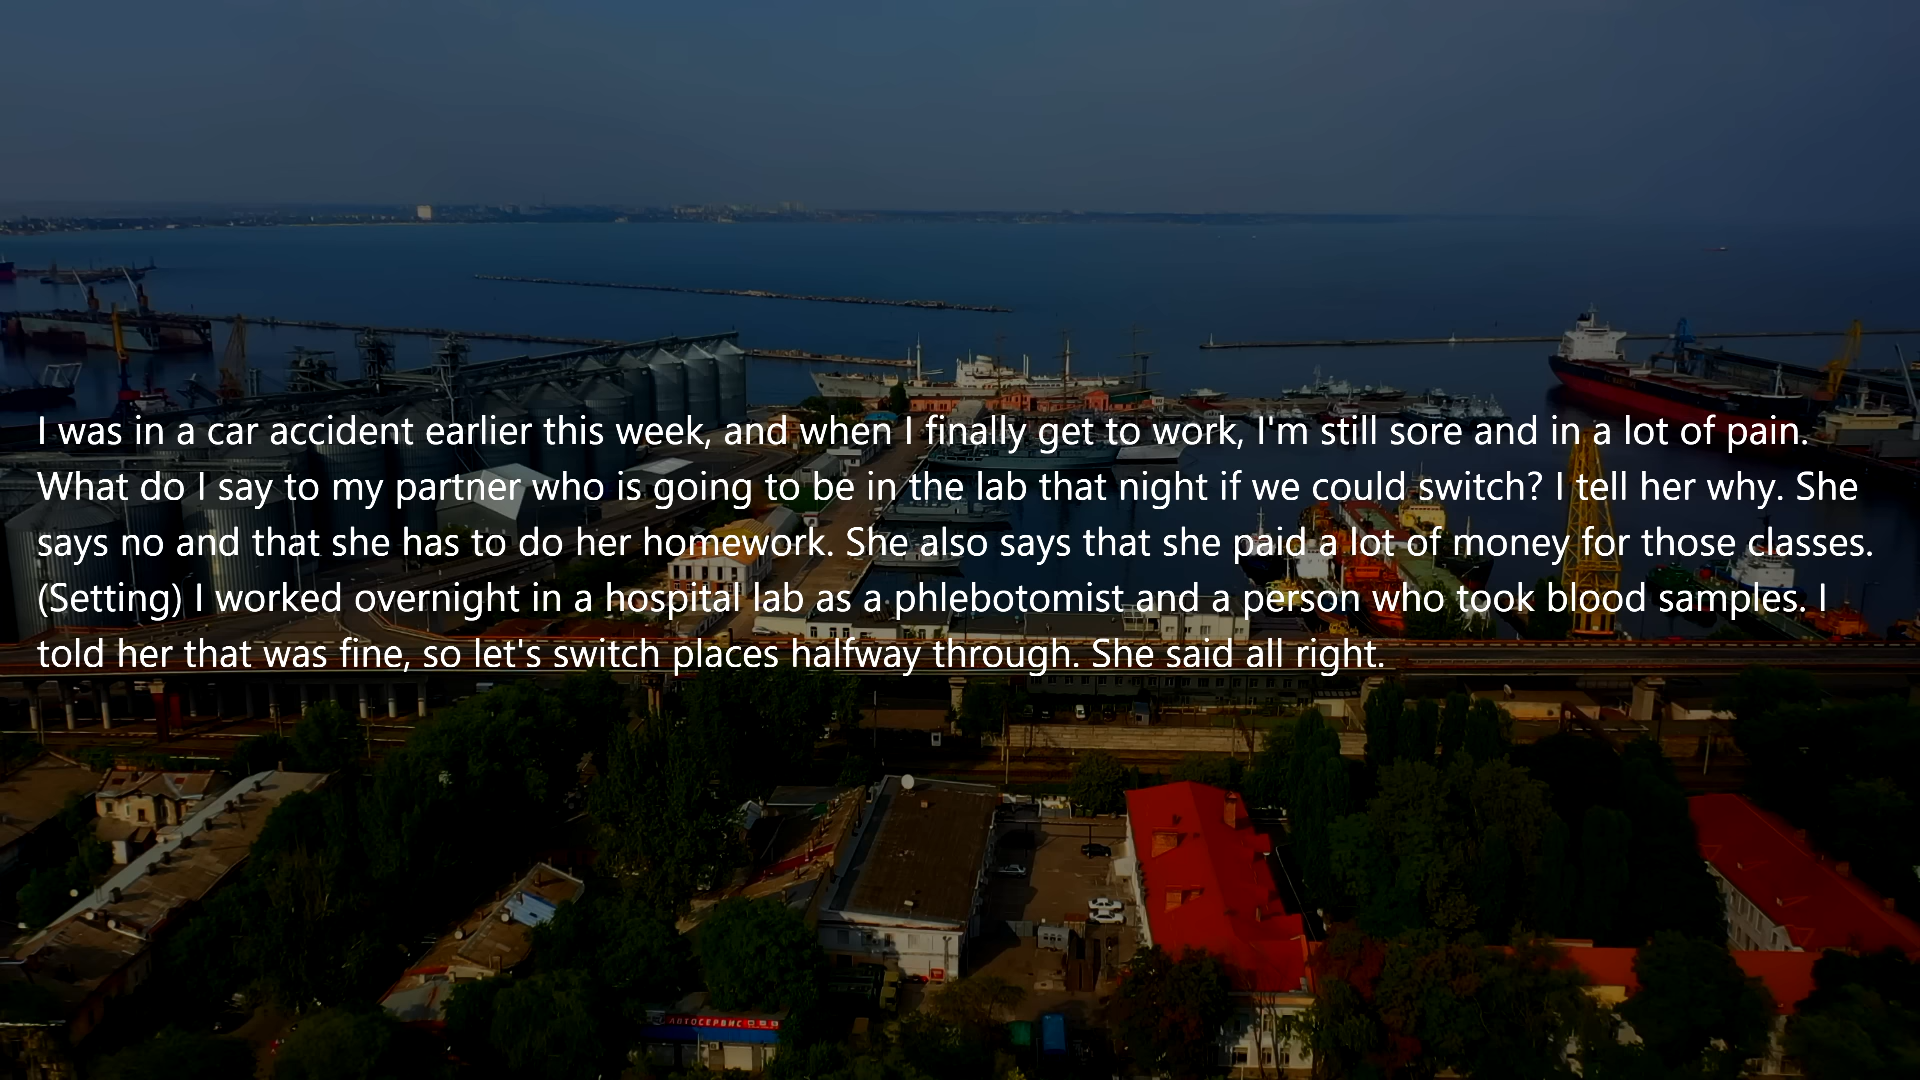 I was in a car accident earlier this week, and when I finally get to work, I'm still sore and in a lot of pain.
What do I say to my partner who is going to be in the lab that night if we could switch? I tell her why. She
says no and that she has to do her homework. She also says that she paid a lot of money for those classes.
(Setting) I worked overnight in a hospital lab as a phlebotomist and a person who took blood samples. I
told her that was fine, so let's switch places halfway through. She said all right.
АВТОСЕРВИС